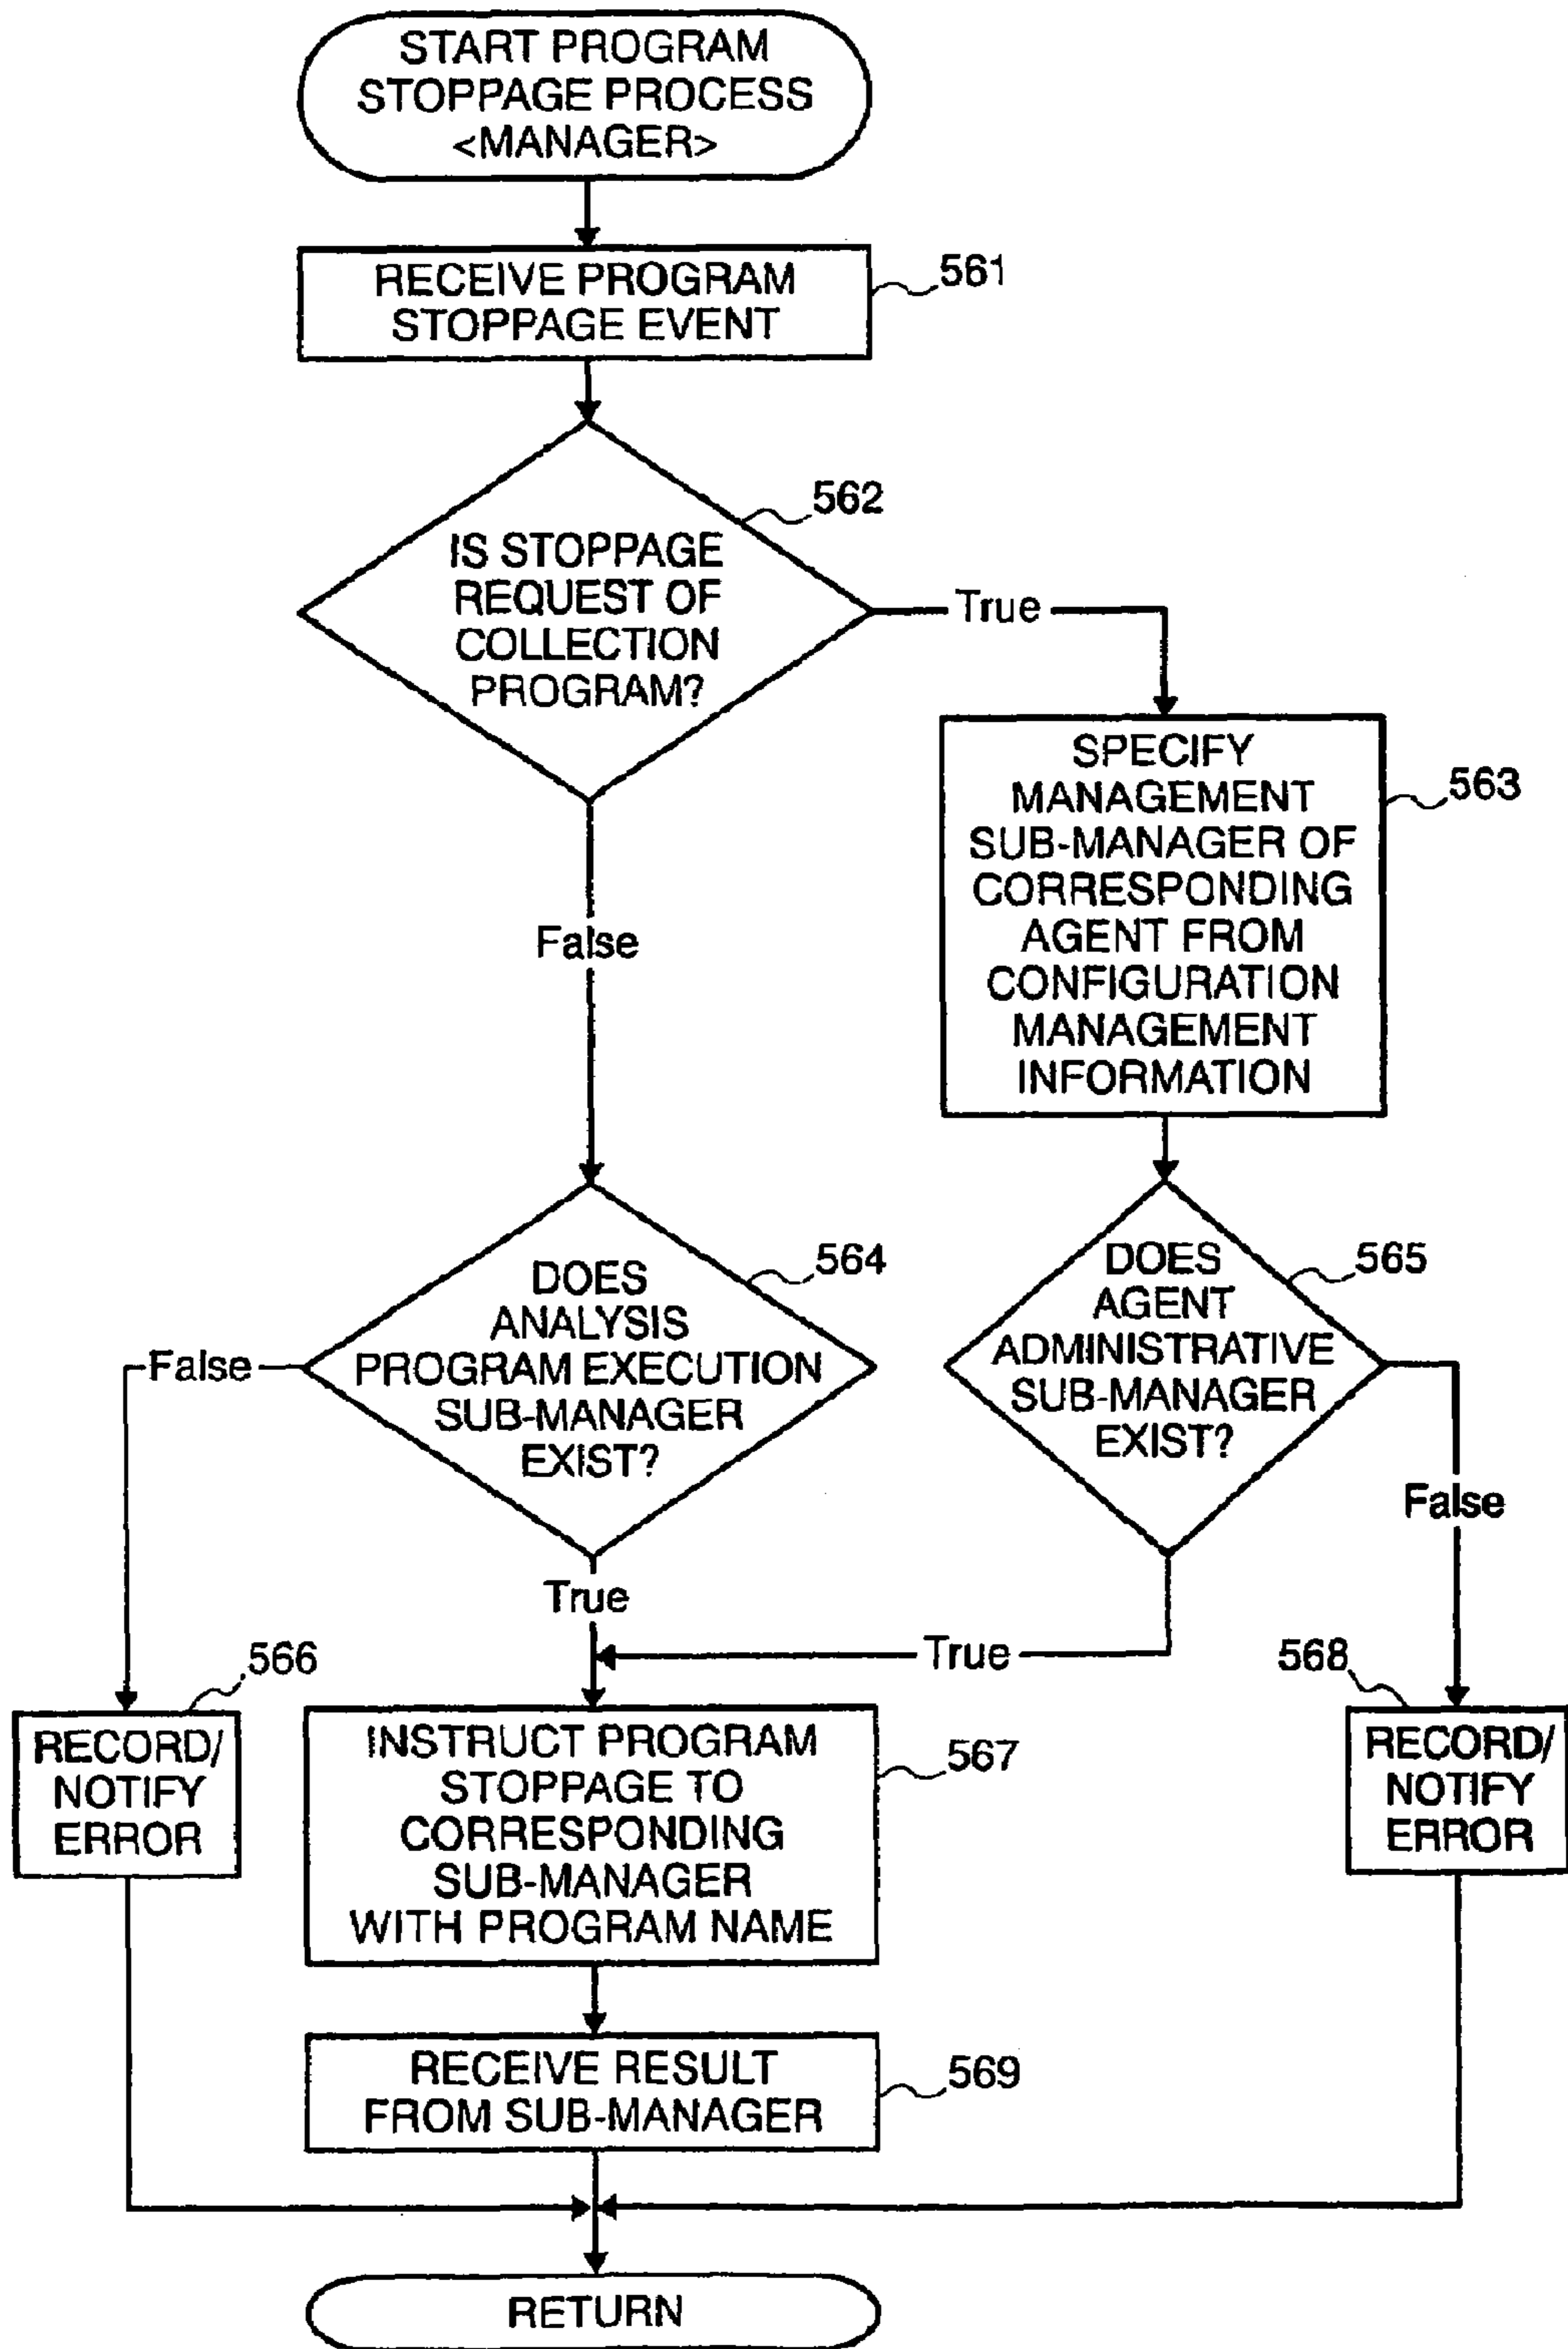 START PROGRAM
STOPPAGE PROCESS
<MANAGER>
RECEIVE PROGRAM
STOPPAGE EVENT
561
562
IS STOPPAGE
REQUEST OF
COLLECTION
PROGRAM?
True
SPECIFY
MANAGEMENT
SUB-MANAGER OF
CORRESPONDING
AGENT FROM
CONFIGURATION
MANAGEMENT
INFORMATION
563
False
564
DOES
ANALYSIS
PROGRAM EXECUTION
SUB-MANAGER
EXIST?
False
True
565
DOES
AGENT
ADMINISTRATIVE
SUB-MANAGER
EXIST?
False
True
566
RECORD/
NOTIFY
ERROR
INSTRUCT PROGRAM
STOPPAGE TO
CORRESPONDING
SUB-MANAGER
WITH PROGRAM NAME
567
568
RECORD/
NOTIFY
ERROR
RECEIVE RESULT
FROM SUB-MANAGER
569
RETURN